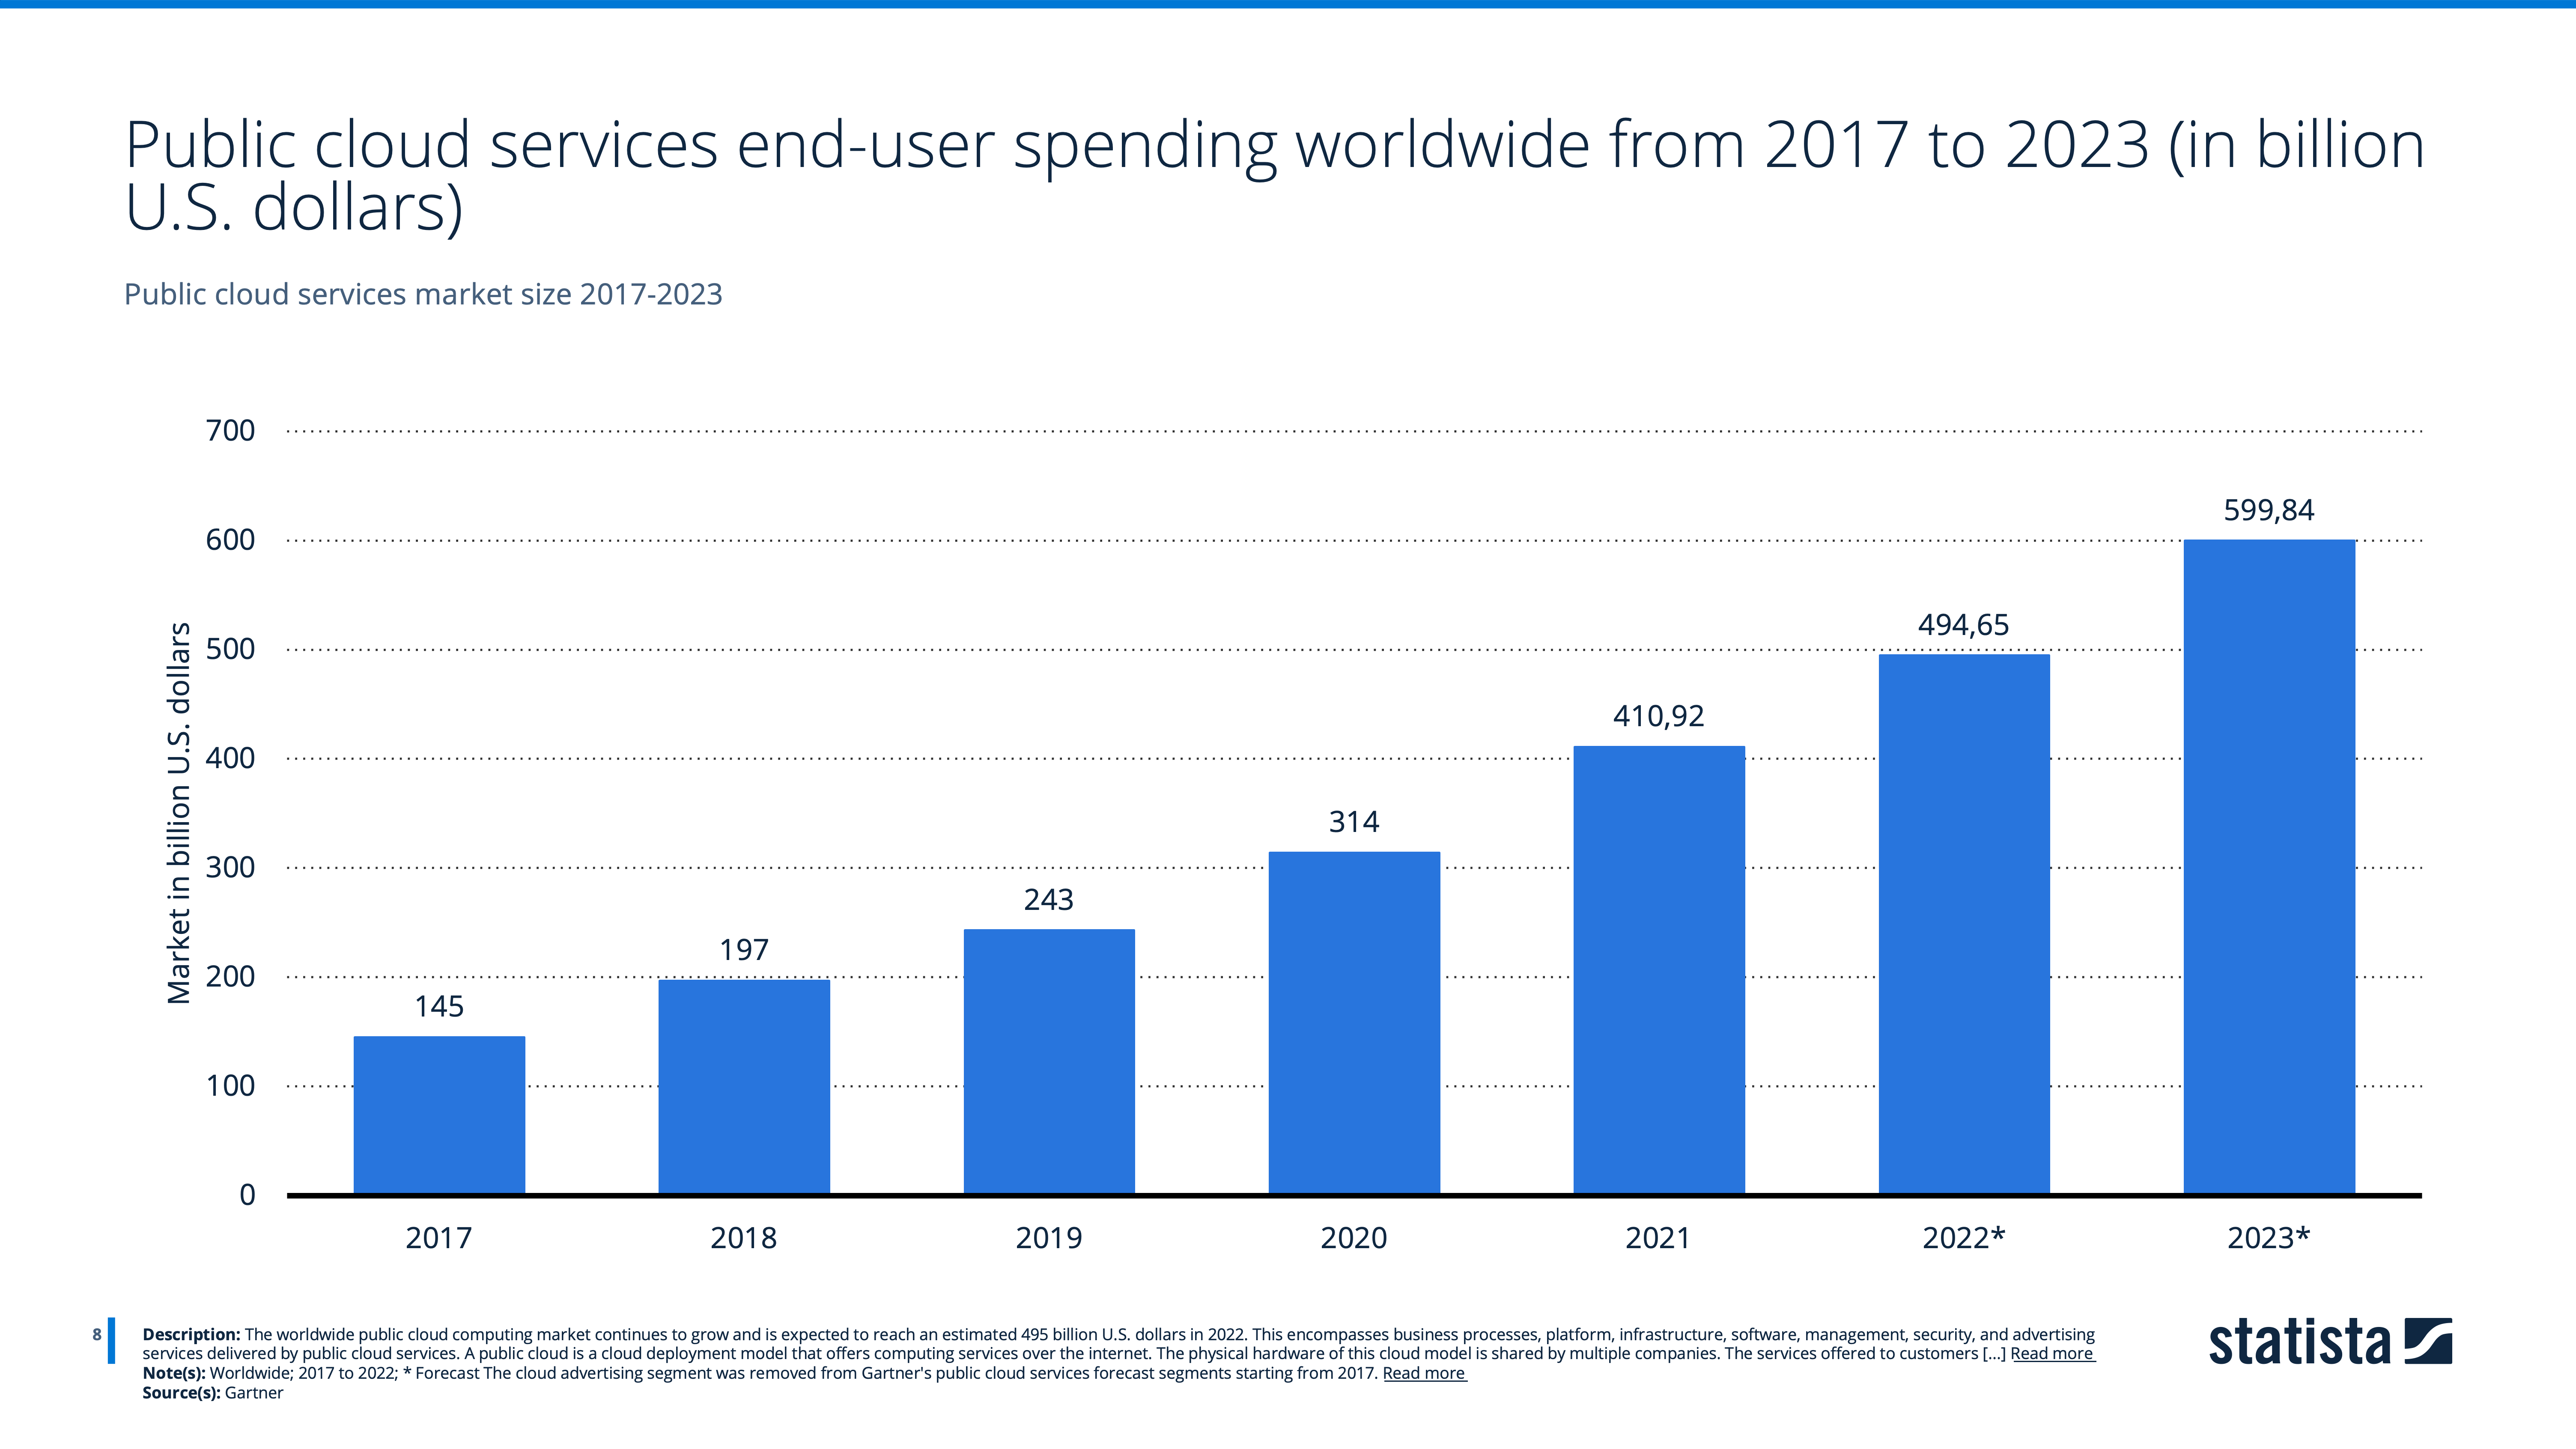 Public cloud services end-user spending worldwide from 2017 to 2023 (in billion
U.S. dollars)
Public cloud services market size 2017-2023
Market in billion U.S. dollars
700
600
500
400
300
200
100
0
145
197
243
314
410,92
494,65
599,84
2017
2018
2019
2020
2021
2022*
2023*
8
Description: The worldwide public cloud computing market continues to grow and is expected to reach an estimated 495 billion U.S. dollars in 2022. This encompasses business processes, platform, infrastructure, software, management, security, and advertising
services delivered by public cloud services. A public cloud is a cloud deployment model that offers computing services over the internet. The physical hardware of this cloud model is shared by multiple companies. The services offered to customers [...] Read more
Note(s): Worldwide; 2017 to 2022; * Forecast The cloud advertising segment was removed from Gartner's public cloud services forecast segments starting from 2017. Read more
Source(s): Gartner
statista